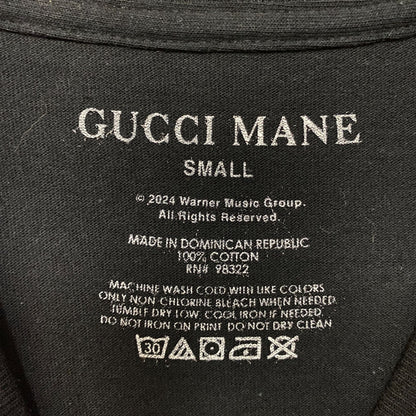 GUCCI MANE
SMALL
© 2024 Warner Music Group.
All Rights Reserved.
MADE IN DOMINICAN REPUBLIC
100% COTTON
RN# 98322
MACHINE WASH COLD WITH LIKE COLORS
ONLY NON-CHLORINE BLEACH WHEN NEEDED
TUMBLE DRY LOW. COOL IRON IF NEEDED
DO NOT IRON ON PRINT DO NOT DRY CLEAN
30